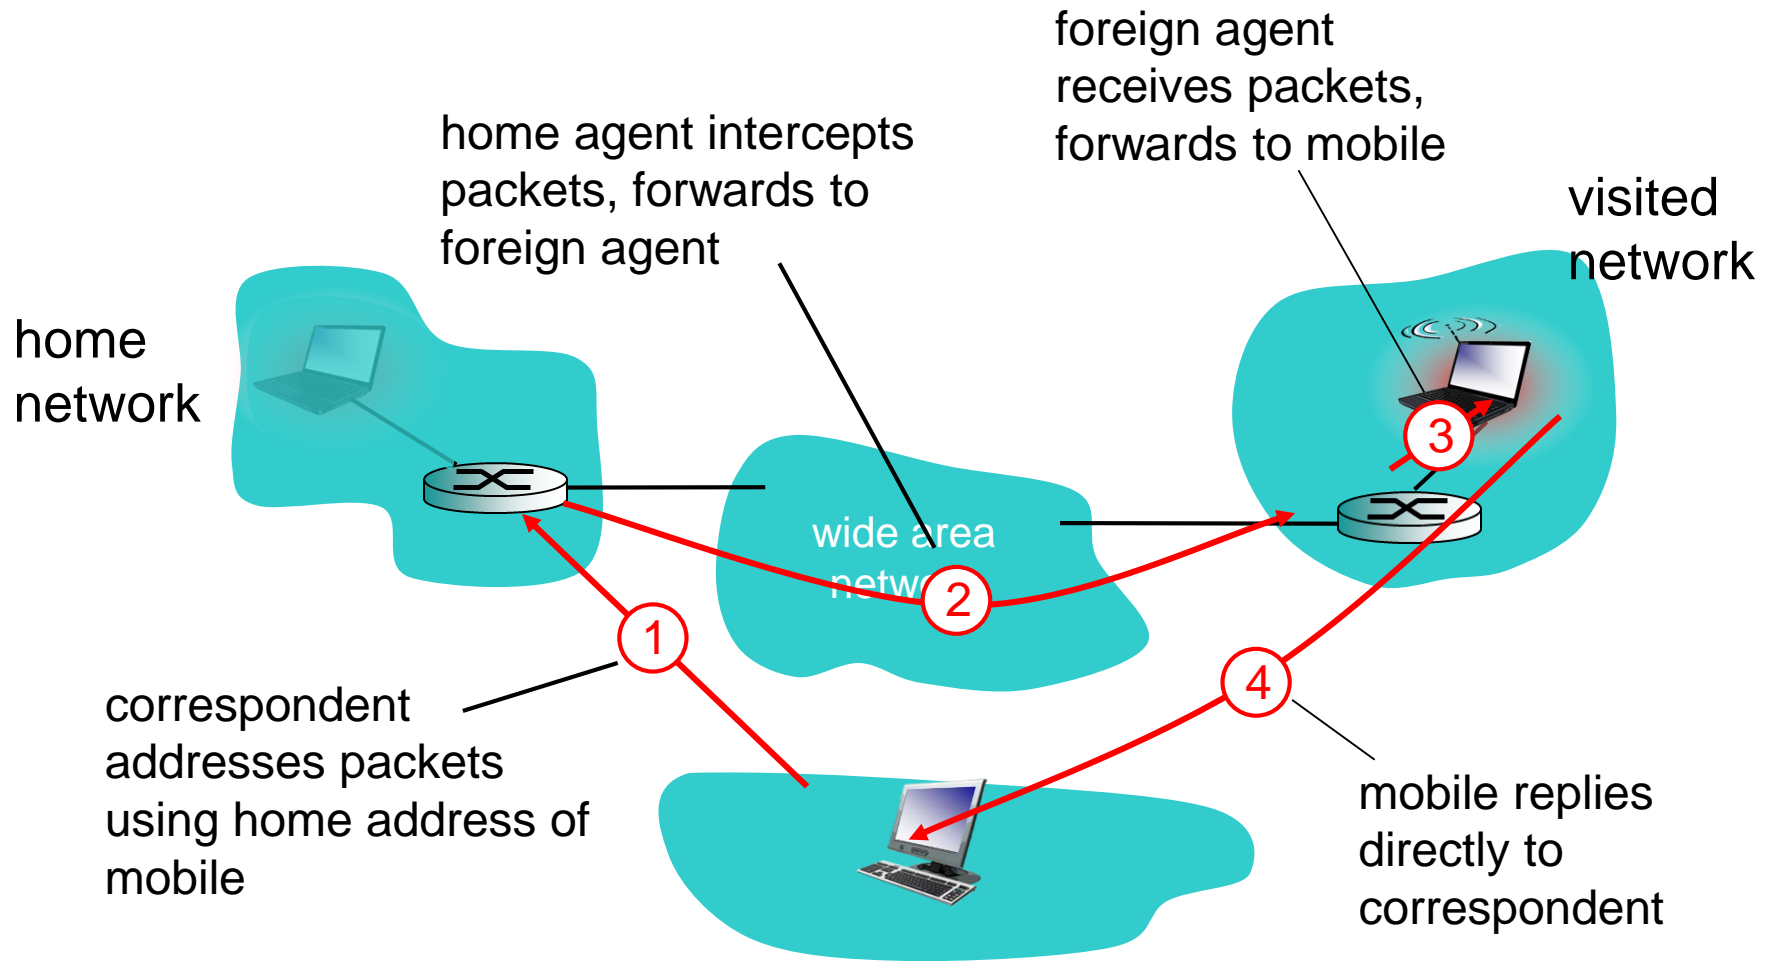 foreign agent
receives packets,
forwards to mobile
home agent intercepts
packets, forwards to
foreign agent
visited
network
home
network
wide area
network
3
2
1
4
correspondent
addresses packets
using home address of
mobile
mobile replies
directly to
correspondent